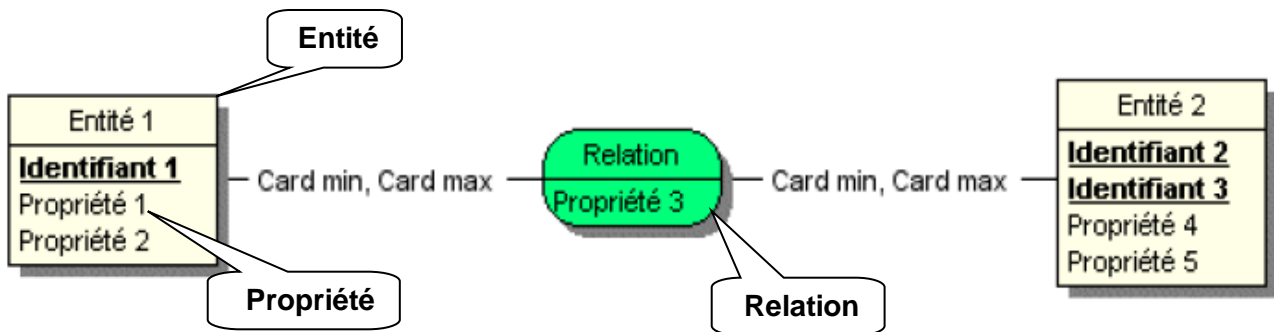 Entité
Entité 1
Identifiant 1
Propriété 1
Propriété 2
Card min, Card max
Relation
Propriété 3
Card min, Card max
Entité 2
Identifiant 2
Identifiant 3
Propriété 4
Propriété 5
Propriété
Relation